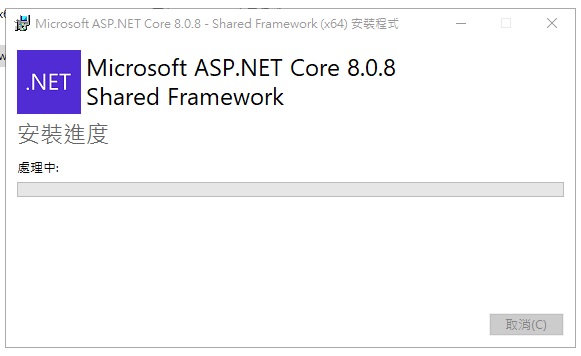 Microsoft ASP.NET Core 8.0.8 - Shared Framework (x64) 安裝程式
.NET
Microsoft ASP.NET Core 8.0.8
Shared Framework
安裝進度
處理中:
取消(C)